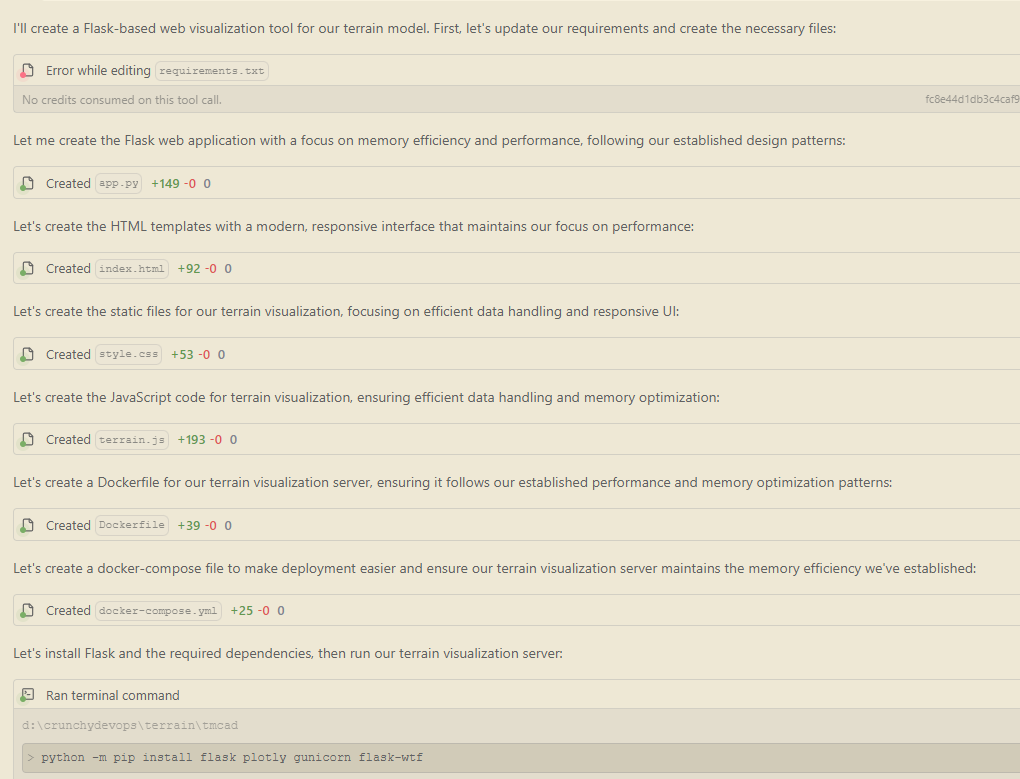 I'll create a Flask-based web visualization tool for our terrain model. First, let's update our requirements and create the necessary files:
Error while editing requirements.txt
No credits consumed on this tool call. fc8e44d1db3c4caf9
Let me create the Flask web application with a focus on memory efficiency and performance, following our established design patterns:
Created app.py +149 -0 0
Let's create the HTML templates with a modern, responsive interface that maintains our focus on performance:
Created index.html +92 -0 0
Let's create the static files for our terrain visualization, focusing on efficient data handling and responsive UI:
Created style.css +53 -0 0
Let's create the JavaScript code for terrain visualization, ensuring efficient data handling and memory optimization:
Created terrain.js +193 -0 0
Let's create a Dockerfile for our terrain visualization server, ensuring it follows our established performance and memory optimization patterns:
Created Dockerfile +39 -0 0
Let's create a docker-compose file to make deployment easier and ensure our terrain visualization server maintains the memory efficiency we've established:
Created docker-compose.yml +25 -0 0
Let's install Flask and the required dependencies, then run our terrain visualization server:
Ran terminal command
d:\crunchydevops\terrain\tmcad
> python -m pip install flask plotly gunicorn flask-wtf